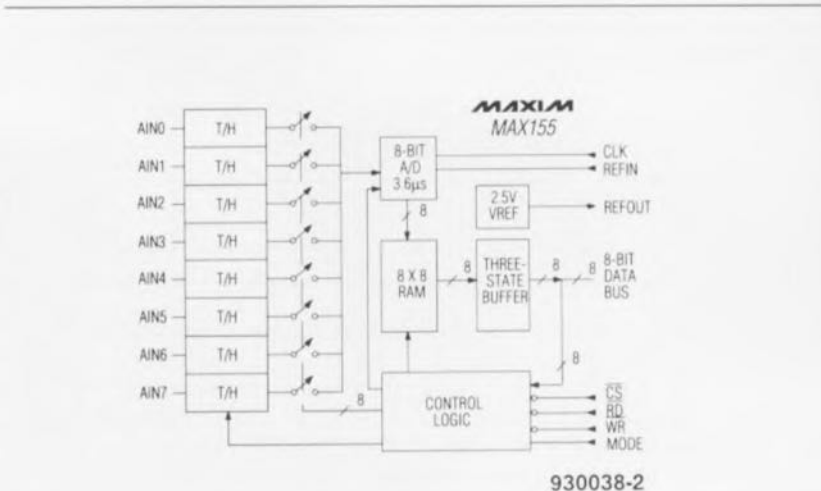 MAXIM
MAX155
AIN0
T/H
AIN1
T/H
AIN2
T/H
AIN3
T/H
AIN4
T/H
AIN5
T/H
AIN6
T/H
AIN7
T/H
8-BIT
A/D
3.6µs
CLK
REFIN
2.5V
VREF
REFOUT
8
8 X 8
RAM
8
THREE-
STATE
BUFFER
8
8
8-BIT
DATA
BUS
8
8
CONTROL
LOGIC
CS
RD
WR
MODE
930038-2